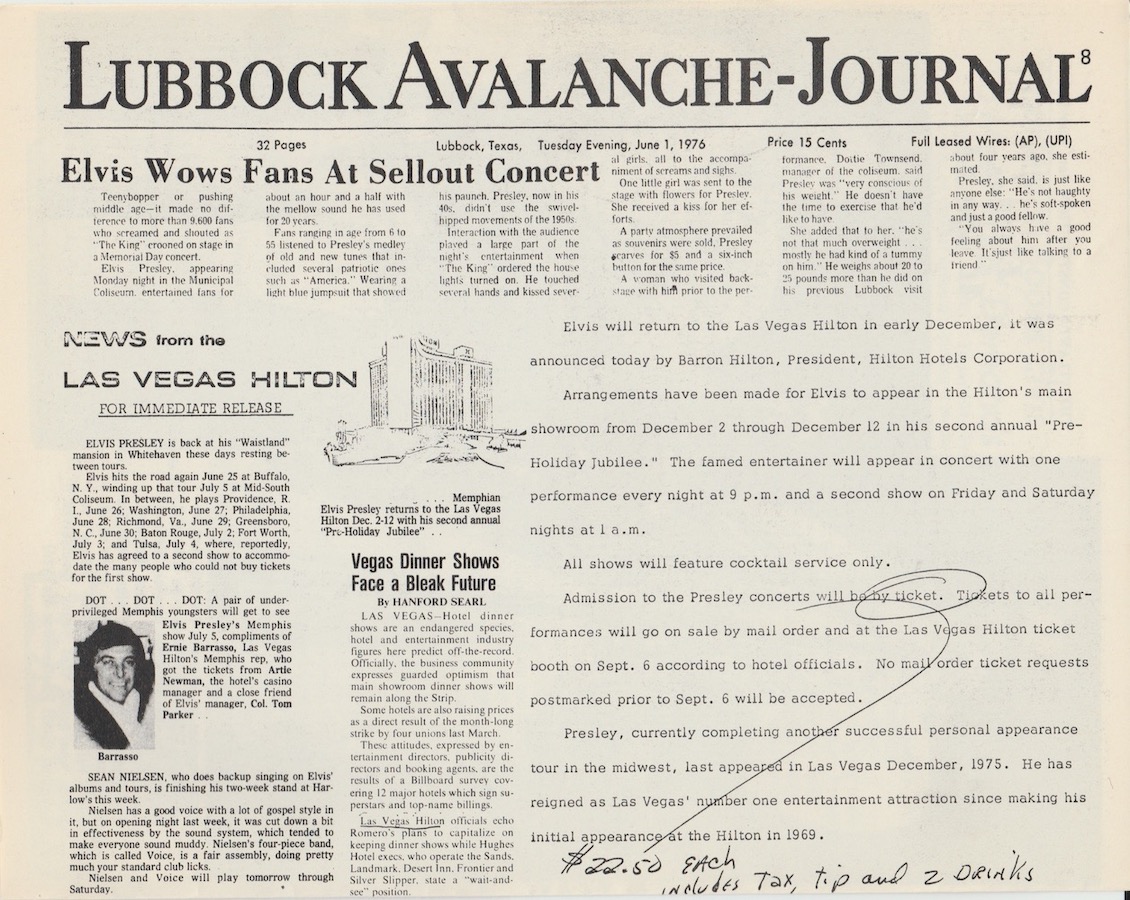 LUBBOCK AVALANCHE-JOURNAL
8
32 Pages
Lubbock, Texas, Tuesday Evening, June 1, 1976
Price 15 Cents
Full Leased Wires: (AP), (UPI)
Elvis Wows Fans At Sellout Concert
Teenybopper or pushing
middle age—it made no dif-
ference to more than 9,600 fans
who screamed and shouted as
"The King" crooned on stage in
a Memorial Day concert.
Elvis Presley, appearing
Monday night in the Municipal
Coliseum, entertained fans for
about an hour and a half with
the mellow sound he has used
for 20 years.
Fans ranging in age from 6 to
55 listened to Presley's medley
of old and new tunes that in-
cluded several patriotic ones
such as "America." Wearing a
light blue jumpsuit that showed
his paunch, Presley, now in his
40s, didn't use the swivel-
hipped movements of the 1950s.
Interaction with the audience
played a large part of the
night's entertainment when
"The King" ordered the house
lights turned on. He touched
several hands and kissed sever-
al girls, all to the accompa-
niment of screams and sighs.
One little girl was sent to the
stage with flowers for Presley.
She received a kiss for her ef-
forts.
A party atmosphere prevailed
as souvenirs were sold, Presley
scarves for $5 and a six-inch
button for the same price.
A woman who visited back-
stage with him prior to the per-
formance, Dottie Townsend,
manager of the coliseum, said
Presley was "very conscious of
his weight." He doesn't have
the time to exercise that he'd
like to have.
She added that to her, "he's
not that much overweight . . .
mostly he had kind of a tummy
on him." He weighs about 20 to
25 pounds more than he did on
his previous Lubbock visit
about four years ago, she esti-
mated.
Presley, she said, is just like
anyone else: "He's not haughty
in any way. . . he's soft-spoken
and just a good fellow.
"You always have a good
feeling about him after you
leave. It'sjust like talking to a
friend"
NEWS from the
LAS VEGAS HILTON
FOR IMMEDIATE RELEASE
ELVIS PRESLEY is back at his "Waistland"
mansion in Whitehaven these days resting be-
tween tours.
Elvis hits the road again June 25 at Buffalo,
N. Y., winding up that tour July 5 at Mid-South
Coliseum. In between, he plays Providence, R.
I., June 26; Washington, June 27; Philadelphia,
June 28; Richmond, Va., June 29; Greensboro,
N. C., June 30; Baton Rouge, July 2; Fort Worth,
July 3; and Tulsa, July 4, where, reportedly,
Elvis has agreed to a second show to accommo-
date the many people who could not buy tickets
for the first show.
DOT . . . DOT . . . DOT: A pair of under-
privileged Memphis youngsters will get to see
Elvis Presley's Memphis
show July 5, compliments of
Ernie Barrasso, Las Vegas
Hilton's Memphis rep, who
got the tickets from Artie
Newman, the hotel's casino
manager and a close friend
of Elvis' manager, Col. Tom
Parker . .
Barrasso
SEAN NIELSEN, who does backup singing on Elvis'
albums and tours, is finishing his two-week stand at Har-
low's this week.
Nielsen has a good voice with a lot of gospel style in
it, but on opening night last week, it was cut down a bit
in effectiveness by the sound system, which tended to
make everyone sound muddy. Nielsen's four-piece band,
which is called Voice, is a fair assembly, doing pretty
much your standard club licks.
Nielsen and Voice will play tomorrow through
Saturday.
. . . Memphian
Elvis Presley returns to the Las Vegas
Hilton Dec. 2-12 with his second annual
"Pre-Holiday Jubilee" . .
Vegas Dinner Shows
Face a Bleak Future
By HANFORD SEARL
LAS VEGAS—Hotel dinner
shows are an endangered species,
hotel and entertainment industry
figures here predict off-the-record.
Officially, the business community
expresses guarded optimism that
main showroom dinner shows will
remain along the Strip.
Some hotels are also raising prices
as a direct result of the month-long
strike by four unions last March.
These attitudes, expressed by en-
tertainment directors, publicity di-
rectors and booking agents, are the
results of a Billboard survey cov-
ering 12 major hotels which sign su-
perstars and top-name billings.
Las Vegas Hilton officials echo
Romero's plans to capitalize on
keeping dinner shows while Hughes
Hotel execs, who operate the Sands,
Landmark, Desert Inn, Frontier and
Silver Slipper, state a "wait-and-
see" position.
Elvis will return to the Las Vegas Hilton in early December, it was
announced today by Barron Hilton, President, Hilton Hotels Corporation.
Arrangements have been made for Elvis to appear in the Hilton's main
showroom from December 2 through December 12 in his second annual "Pre-
Holiday Jubilee." The famed entertainer will appear in concert with one
performance every night at 9 p.m. and a second show on Friday and Saturday
nights at 1 a.m.
All shows will feature cocktail service only.
Admission to the Presley concerts will be by ticket. Tickets to all per-
formances will go on sale by mail order and at the Las Vegas Hilton ticket
booth on Sept. 6 according to hotel officials. No mail order ticket requests
postmarked prior to Sept. 6 will be accepted.
Presley, currently completing another successful personal appearance
tour in the midwest, last appeared in Las Vegas December, 1975. He has
reigned as Las Vegas' number one entertainment attraction since making his
initial appearance at the Hilton in 1969.
$22.50 EAch
includes Tax, Tip and 2 DRINKS